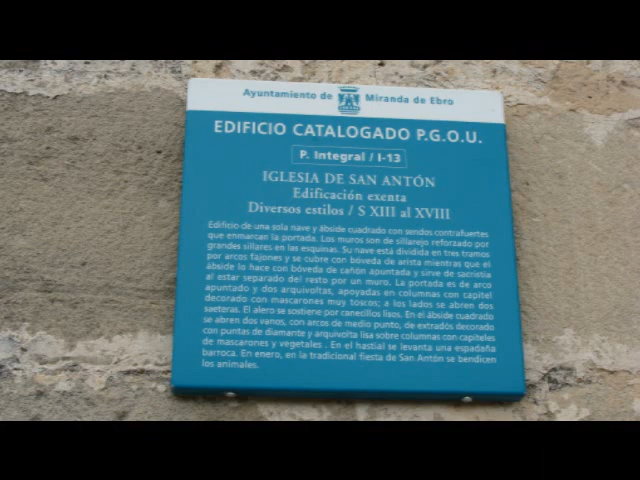 Ayuntamiento de Miranda de Ebro
EDIFICIO CATALOGADO P.G.O.U.
P. Integral / I-13
IGLESIA DE SAN ANTÓN
Edificación exenta
Diversos estilos / S XIII al XVIII
Edificio de una sola nave y ábside cuadrado con sendos contrafuertes
que enmarcan la portada. Los muros son de sillarejo reforzado por
grandes sillares en las esquinas. Su nave está dividida en tres tramos
por arcos fajones y se cubre con bóveda de arista mientras que el
ábside lo hace con bóveda de cañón apuntada y sirve de sacristía
al estar separado del resto por un muro. La portada es de arco
apuntado y dos arquivoltas, apoyadas en columnas con capitel
decorado con mascarones muy toscos; a los lados se abren dos
saeteras. El alero se sostiene por canecillos lisos. En el ábside cuadrado
se abren dos vanos, con arcos de medio punto, de extradós decorado
con puntas de diamante y arquivolta lisa sobre columnas con capiteles
de mascarones y vegetales . En el hastial se levanta una espadaña
barroca. En enero, en la tradicional fiesta de San Antón se bendicen
los animales.